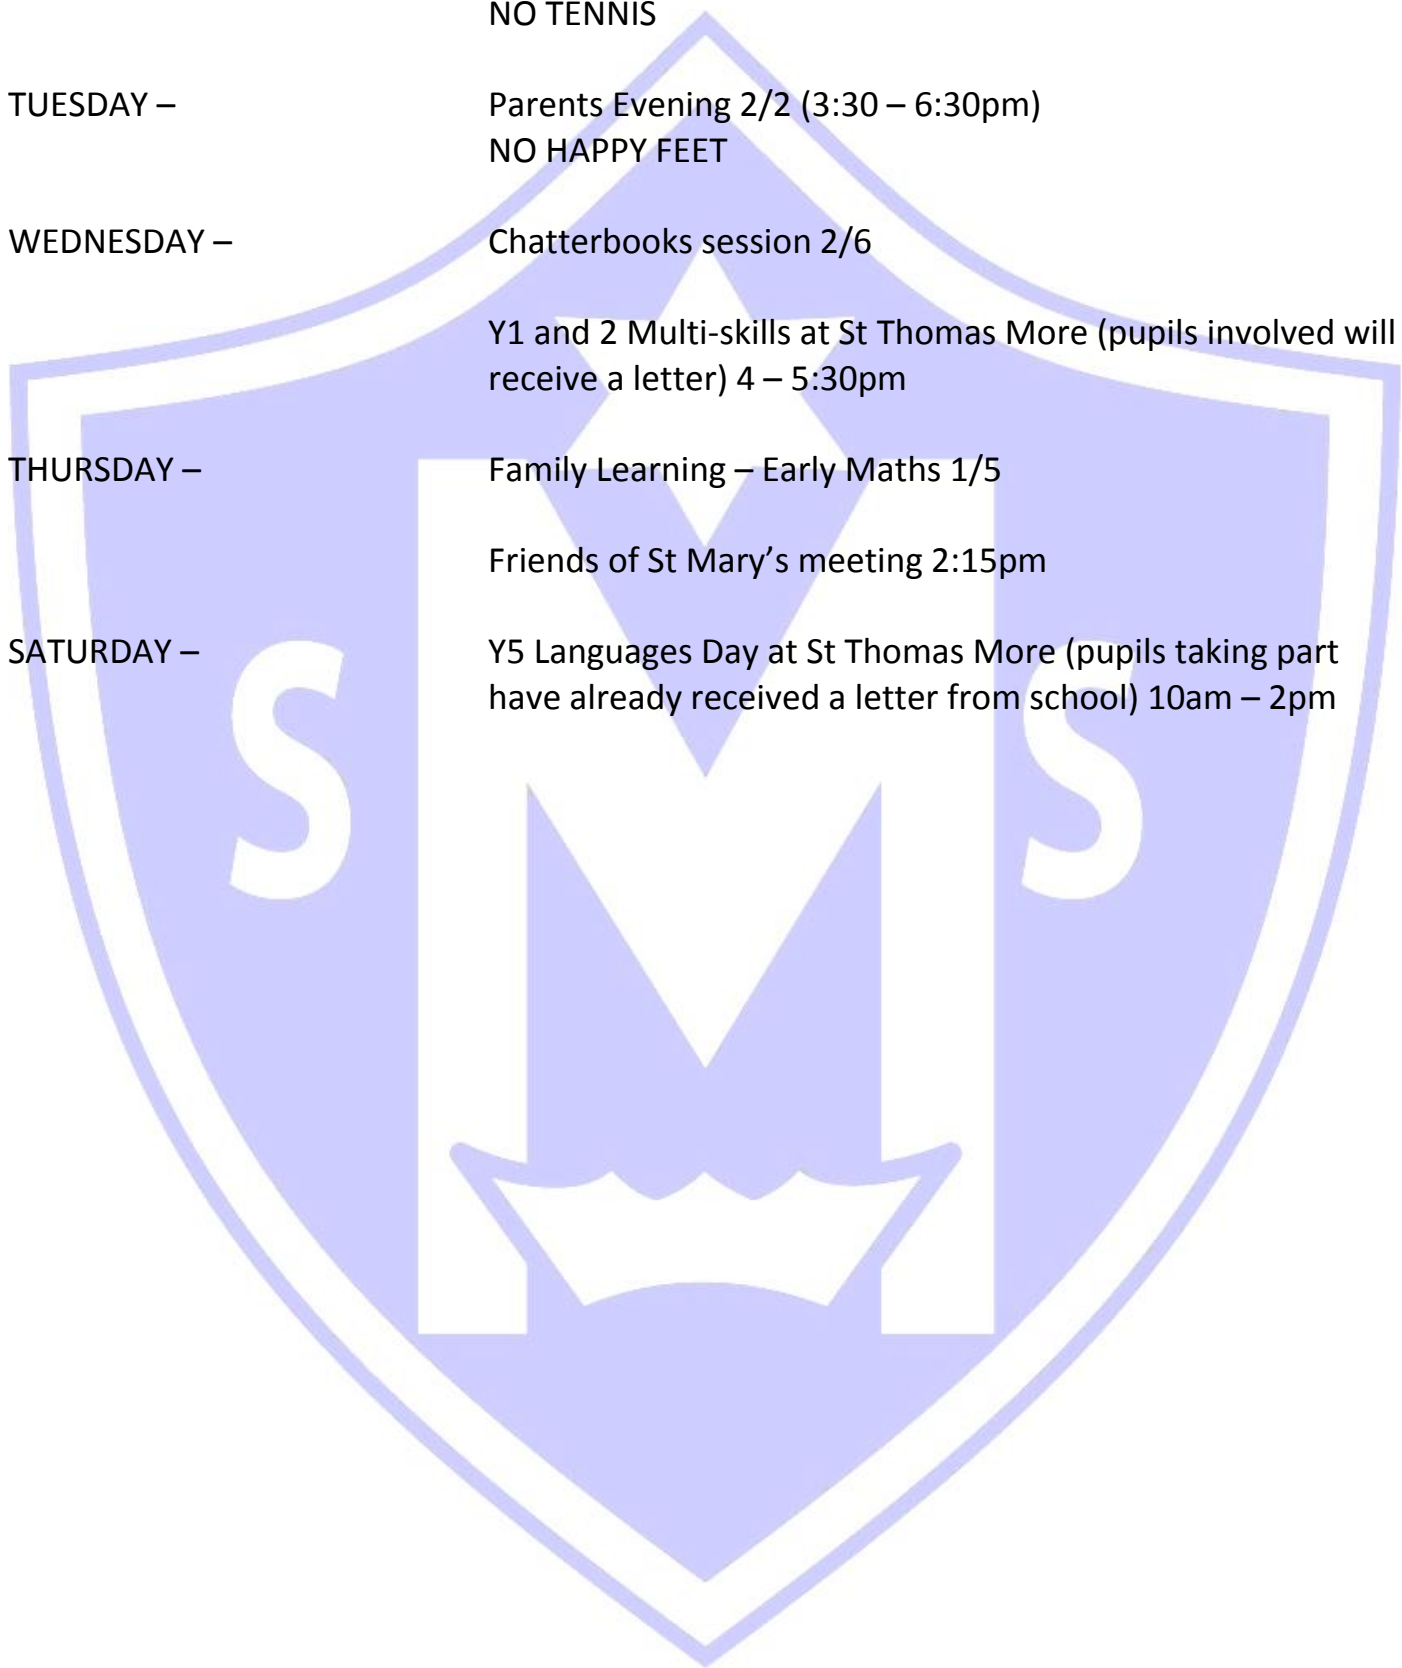 NO TENNIS
TUESDAY – Parents Evening 2/2 (3:30 – 6:30pm)
NO HAPPY FEET
WEDNESDAY – Chatterbooks session 2/6
Y1 and 2 Multi-skills at St Thomas More (pupils involved will
receive a letter) 4 – 5:30pm
THURSDAY – Family Learning – Early Maths 1/5
Friends of St Mary’s meeting 2:15pm
SATURDAY – Y5 Languages Day at St Thomas More (pupils taking part
have already received a letter from school) 10am – 2pm
S M S